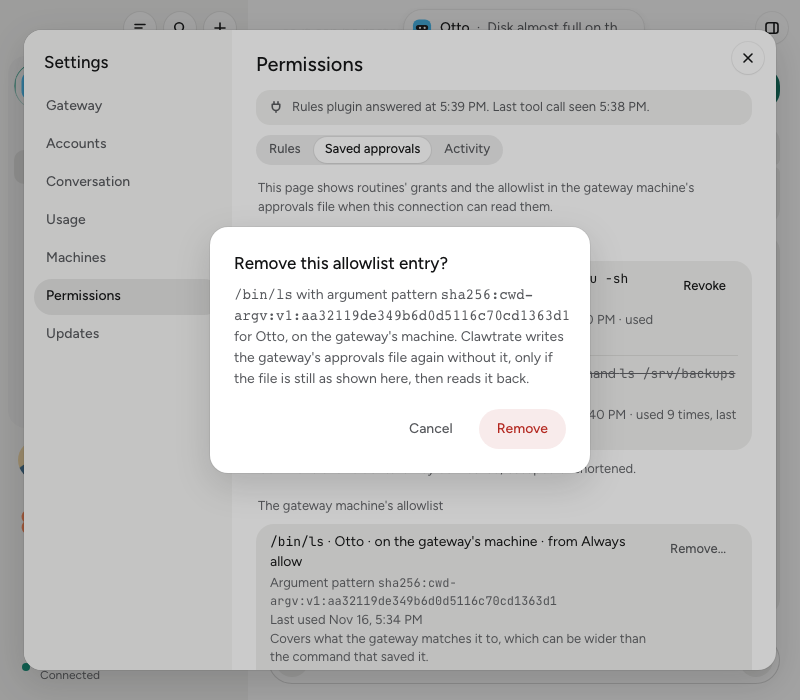 Otto · Disk almost full on th
Settings
Gateway
Accounts
Conversation
Usage
Machines
Permissions
Updates
Connected
Permissions
Rules plugin answered at 5:39 PM. Last tool call seen 5:38 PM.
Rules
Saved approvals
Activity
This page shows routines' grants and the allowlist in the gateway machine's
approvals file when this connection can read them.
-sh
Revoke
PM · used
ls /srv/backups
40 PM · used 9 times, last
shortened.
Remove this allowlist entry?
/bin/ls with argument pattern sha256:cwd-
argv:v1:aa32119de349b6d0d5116c70cd1363d1
for Otto, on the gateway's machine. Clawtrate writes
the gateway's approvals file again without it, only if
the file is still as shown here, then reads it back.
Cancel
Remove
The gateway machine's allowlist
/bin/ls · Otto · on the gateway's machine · from Always
allow
Remove...
Argument pattern sha256:cwd-
argv:v1:aa32119de349b6d0d5116c70cd1363d1
Last used Nov 16, 5:34 PM
Covers what the gateway matches it to, which can be wider than
the command that saved it.